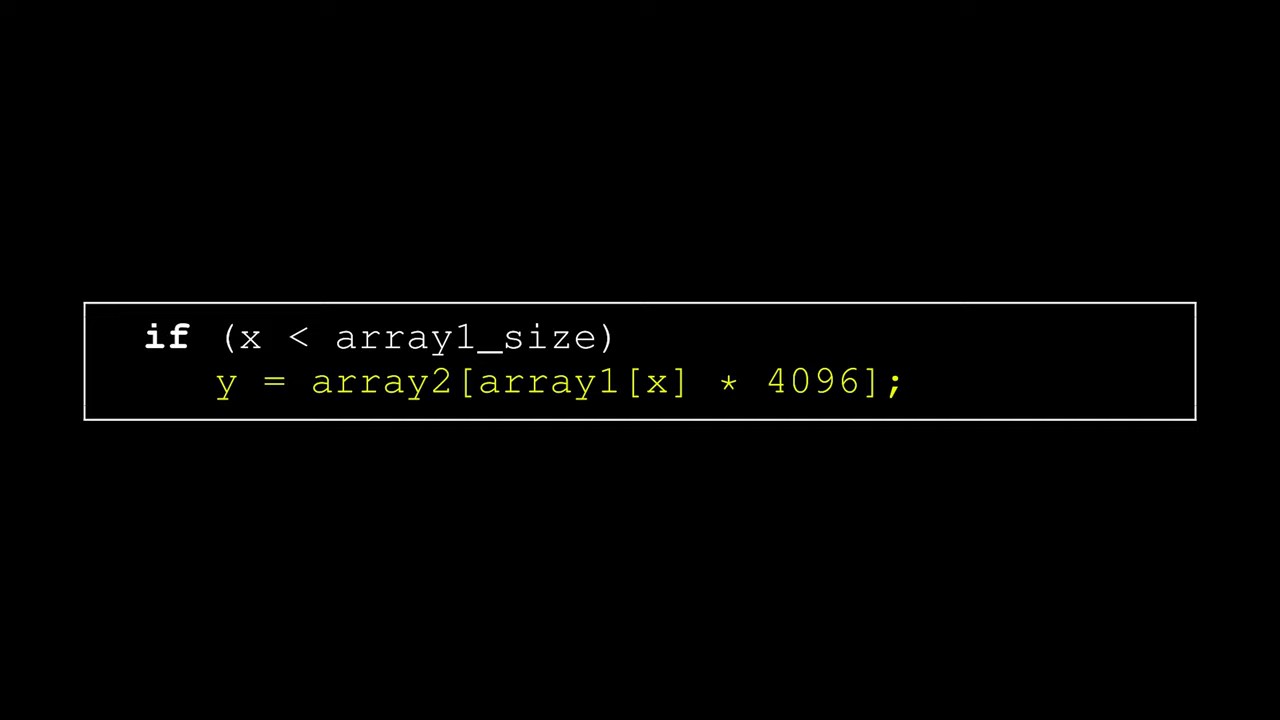 if (x < array1_size)
y = array2[array1[x] * 4096];